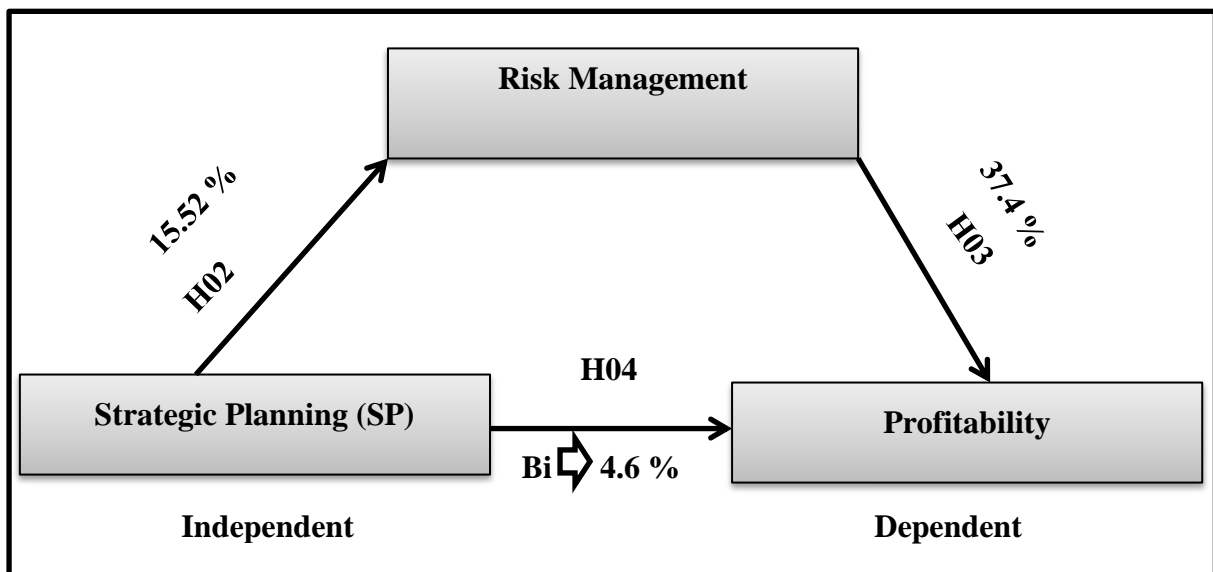 Risk Management
15.52 %
H02
37.4 %
H03
H04
Strategic Planning (SP)
Profitability
Bi 4.6 %
Independent
Dependent